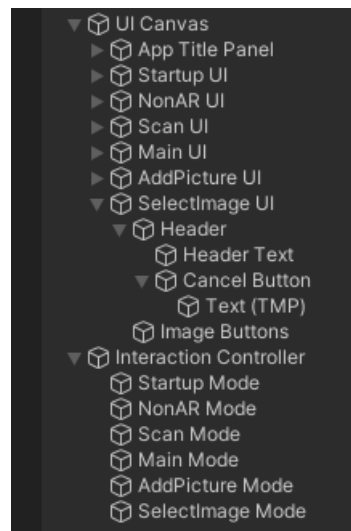 UI Canvas
App Title Panel
Startup UI
NonAR UI
Scan UI
Main UI
AddPicture UI
SelectImage UI
Header
Header Text
Cancel Button
Text (TMP)
Image Buttons
Interaction Controller
Startup Mode
NonAR Mode
Scan Mode
Main Mode
AddPicture Mode
SelectImage Mode